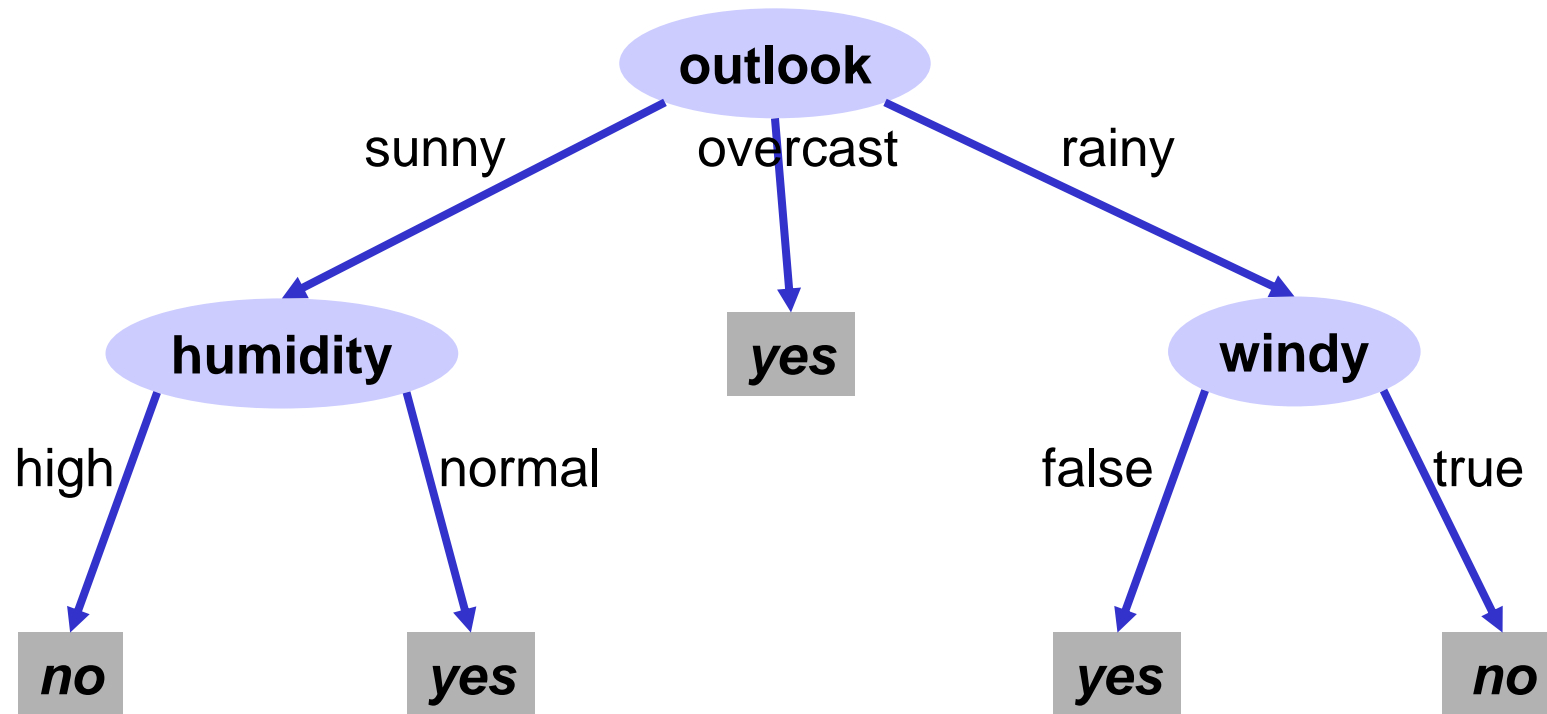 outlook
sunny overcast rainy
humidity yes windy
high normal false true
no yes yes no